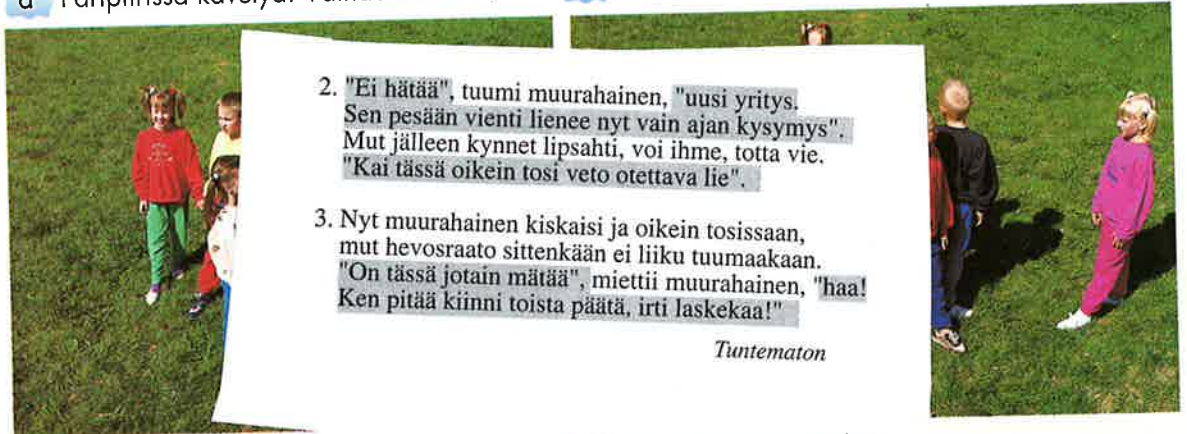 a Paripiirissä kävelyä.
2. "Ei hätää", tuumi muurahainen, "uusi yritys.
Sen pesään vienti lienee nyt vain ajan kysymys".
Mut jälleen kynnet lipsahti, voi ihme, totta vie.
"Kai tässä oikein tosi veto otettava lie".
3. Nyt muurahainen kiskaisi ja oikein tosissaan,
mut hevosraato sittenkään ei liiku tuumaakaan.
"On tässä jotain mätää", miettii muurahainen, "haa!
Ken pitää kiinni toista päätä, irti laskekaa!"
Tuntematon